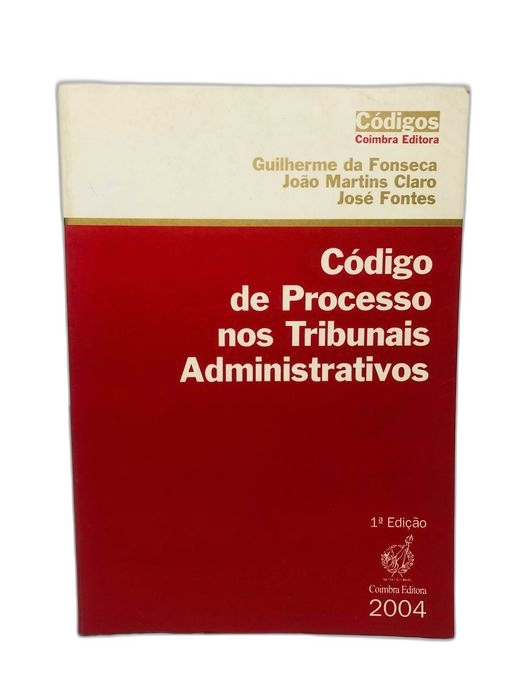 Códigos
Coimbra Editora
Guilherme da Fonseca
João Martins Claro
José Fontes
Código
de Processo
nos Tribunais
Administrativos
1ª Edição
Coimbra Editora
2004